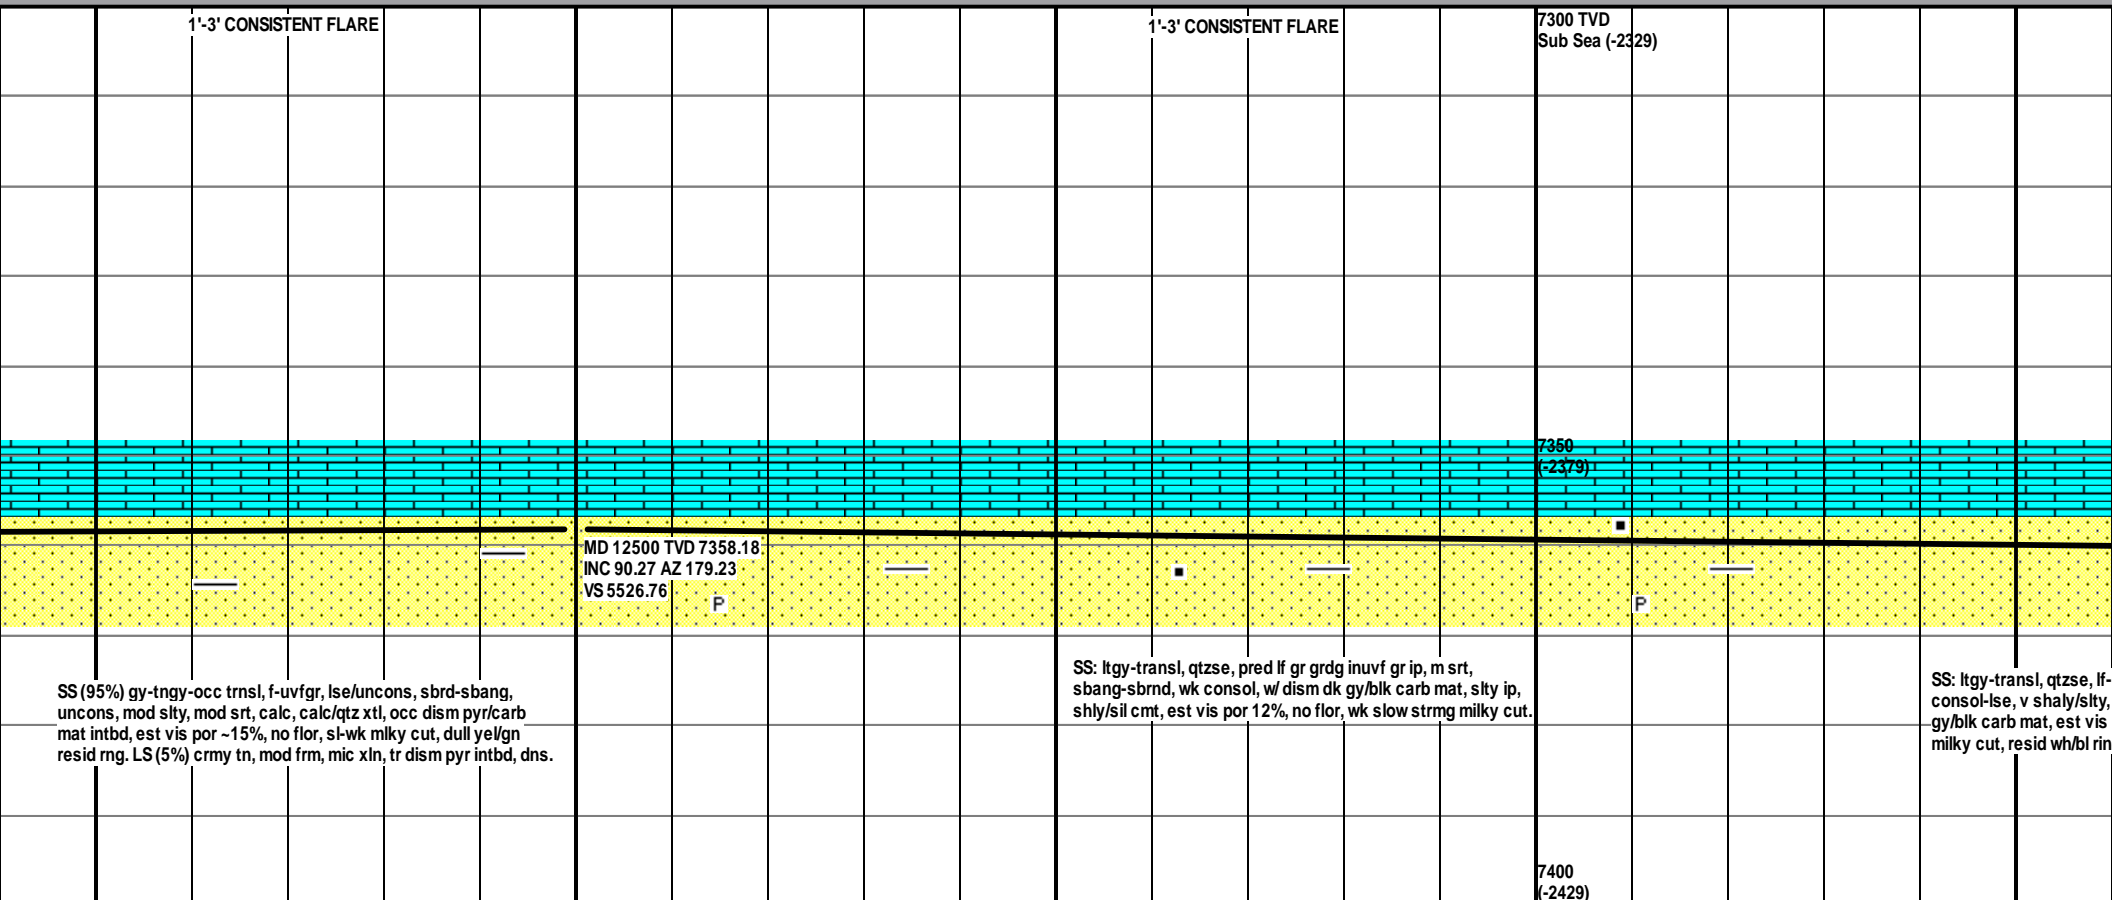 1'-3' CONSISTENT FLARE
1'-3' CONSISTENT FLARE
7300 TVD
Sub Sea (-2329)
7350
(-2379)
MD 12500 TVD 7358.18
INC 90.27 AZ 179.23
VS 5526.76
P
P
SS (95%) gy-tngy-occ trnsl, f-uvfgr, lse/uncons, sbrd-sbang,
uncons, mod slty, mod srt, calc, calc/qtz xtl, occ dism pyr/carb
mat intbd, est vis por ~15%, no flor, sl-wk mlky cut, dull yel/gn
resid rng. LS (5%) crmy tn, mod frm, mic xln, tr dism pyr intbd, dns.
SS: ltgy-transl, qtzse, pred lf gr grdg inuvf gr ip, m srt,
sbang-sbrnd, wk consol, w/ dism dk gy/blk carb mat, slty ip,
shly/sil cmt, est vis por 12%, no flor, wk slow strmg milky cut.
SS: ltgy-transl, qtzse, lf-
consol-lse, v shaly/slty,
gy/blk carb mat, est vis
milky cut, resid wh/bl rin
7400
(-2429)